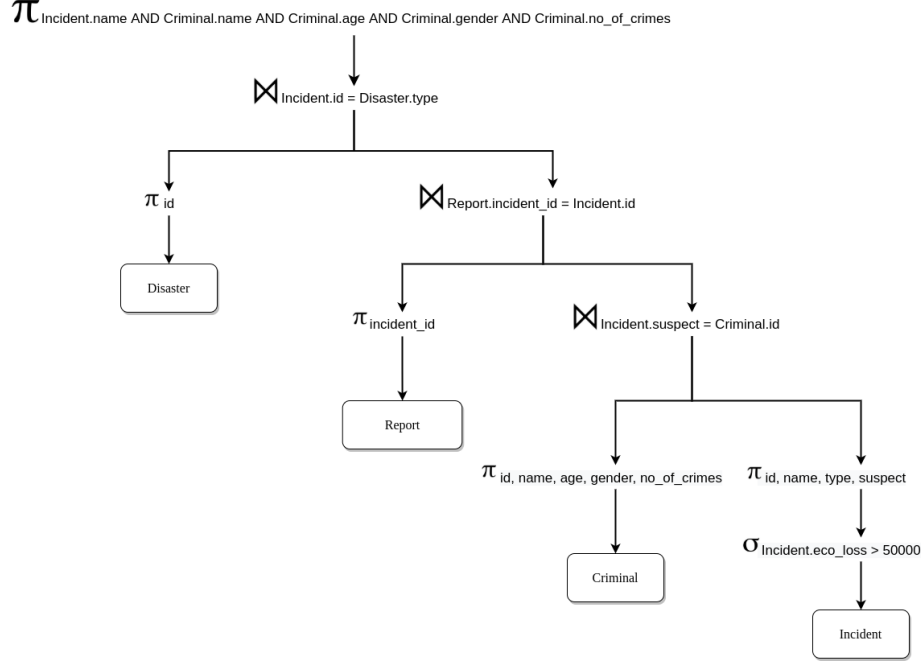 π Incident.name AND Criminal.name AND Criminal.age AND Criminal.gender AND Criminal.no_of_crimes
⋈ Incident.id = Disaster.type
π id
⋈ Report.incident_id = Incident.id
Disaster
π incident_id
⋈ Incident.suspect = Criminal.id
Report
π id, name, age, gender, no_of_crimes
π id, name, type, suspect
σ Incident.eco_loss > 50000
Criminal
Incident